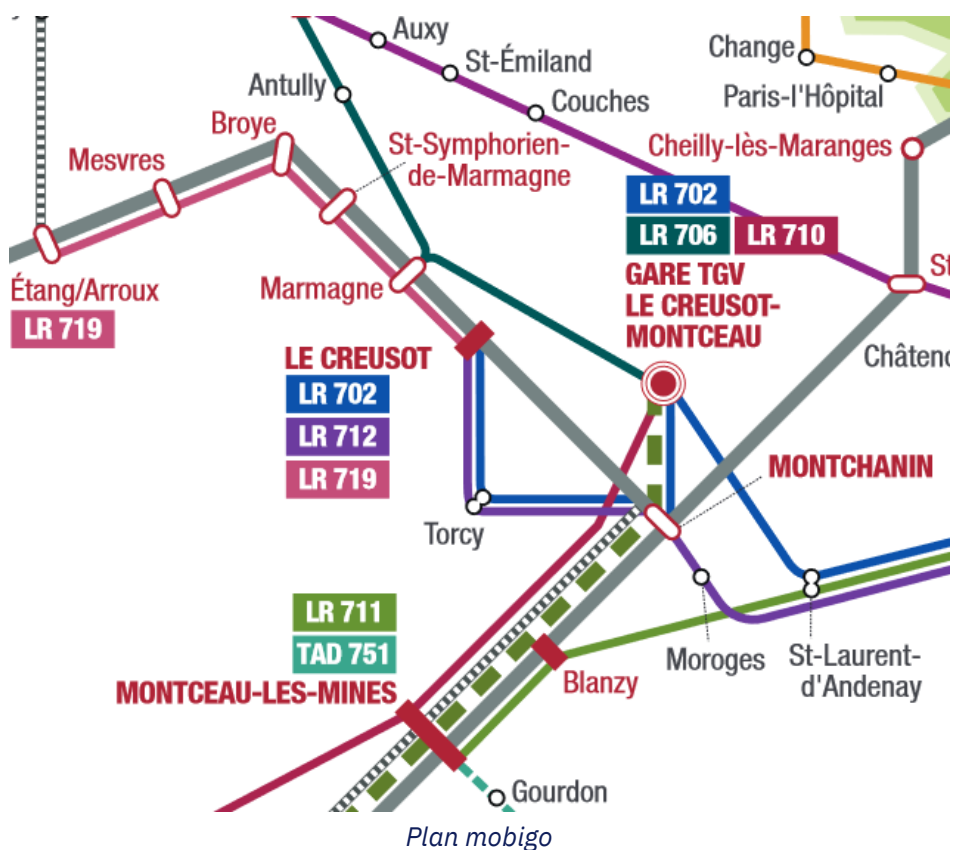 Auxy
St-Émiland
Couches
Change
Paris-l'Hôpital
Antully
Broye
St-Symphorien-
de-Marmagne
Cheilly-lès-Maranges
Mesvres
LR 702
LR 706
LR 710
GARE TGV
LE CREUSOT-
MONTCEAU
St
Étang/Arroux
LR 719
Marmagne
Châteno
LE CREUSOT
LR 702
LR 712
LR 719
MONTCHANIN
Torcy
LR 711
TAD 751
MONTCEAU-LES-MINES
Blanzy
Moroges
St-Laurent-
d'Andenay
Gourdon
Plan mobigo